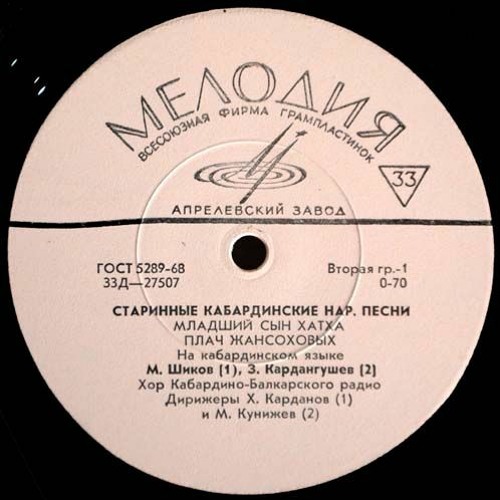 МЕЛОДИЯ
ВСЕСОЮЗНАЯ ФИРМА ГРАМПЛАСТИНОК
33
АПРЕЛЕВСКИЙ ЗАВОД
ГОСТ 5289-68
33Д—27507
Вторая гр.-1
0-70
СТАРИННЫЕ КАБАРДИНСКИЕ НАР. ПЕСНИ
МЛАДШИЙ СЫН ХАТХА
ПЛАЧ ЖАНСОХОВЫХ
На кабардинском языке
М. Шиков (1), З. Кардангушев (2)
Хор Кабардино-Балкарского радио
Дирижеры Х. Карданов (1)
и М. Кунижев (2)